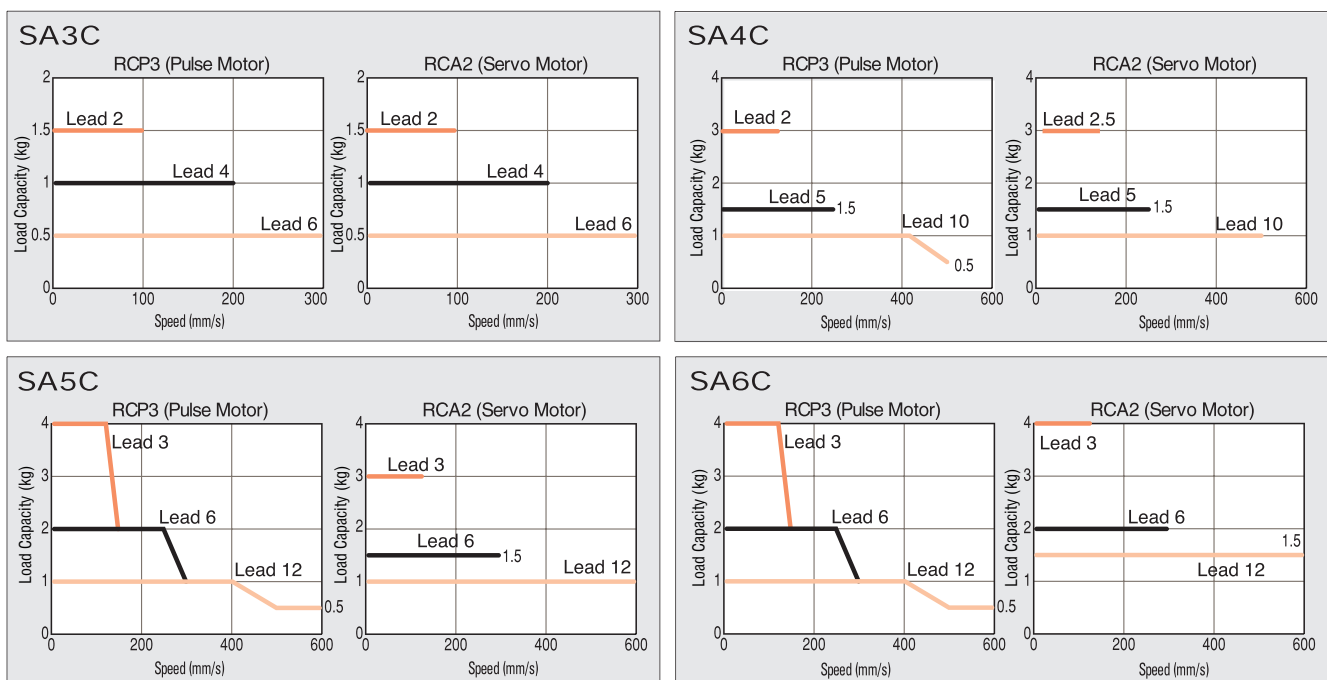 SA3C
RCP3 (Pulse Motor)
Load Capacity (kg)
2
1.5
1
0.5
0
Lead 2
Lead 4
Lead 6
0 100 200 300
Speed (mm/s)
RCA2 (Servo Motor)
Load Capacity (kg)
2
1.5
1
0.5
0
Lead 2
Lead 4
Lead 6
0 100 200 300
Speed (mm/s)
SA4C
RCP3 (Pulse Motor)
Load Capacity (kg)
4
3
2
1
0
Lead 2
Lead 5
1.5
Lead 10
0.5
0 200 400 600
Speed (mm/s)
RCA2 (Servo Motor)
Load Capacity (kg)
4
3
2
1
0
Lead 2.5
Lead 5
1.5
Lead 10
0 200 400 600
Speed (mm/s)
SA5C
RCP3 (Pulse Motor)
Load Capacity (kg)
4
3
2
1
0
Lead 3
Lead 6
Lead 12
0.5
0 200 400 600
Speed (mm/s)
RCA2 (Servo Motor)
Load Capacity (kg)
4
3
2
1
0
Lead 3
Lead 6
1.5
Lead 12
0 200 400 600
Speed (mm/s)
SA6C
RCP3 (Pulse Motor)
Load Capacity (kg)
4
3
2
1
0
Lead 3
Lead 6
Lead 12
0.5
0 200 400 600
Speed (mm/s)
RCA2 (Servo Motor)
Load Capacity (kg)
4
3
2
1
0
Lead 3
Lead 6
1.5
Lead 12
0 200 400 600
Speed (mm/s)